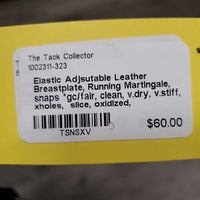 The Tack Collector
1002311-323
Elastic Adjsutable Leather
Breastplate, Running Martingale,
snaps *gc/fair, clean, v.dry, v.stiff,
xholes, slice, oxidized,
$60.00
TSNSXV